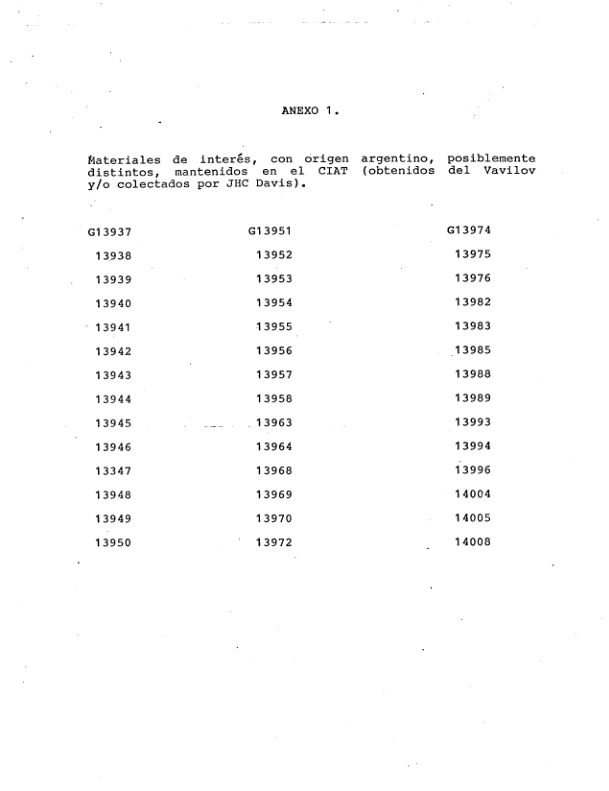 ANEXO 1.
Materiales de interés, con origen argentino, posiblemente
distintos, mantenidos en el CIAT (obtenidos del Vavilov
y/o colectados por JHC Davis).
G13937 G13951 G13974
13938 13952 13975
13939 13953 13976
13940 13954 13982
13941 13955 13983
13942 13956 13985
13943 13957 13988
13944 13958 13989
13945 13963 13993
13946 13964 13994
13347 13968 13996
13948 13969 14004
13949 13970 14005
13950 13972 14008